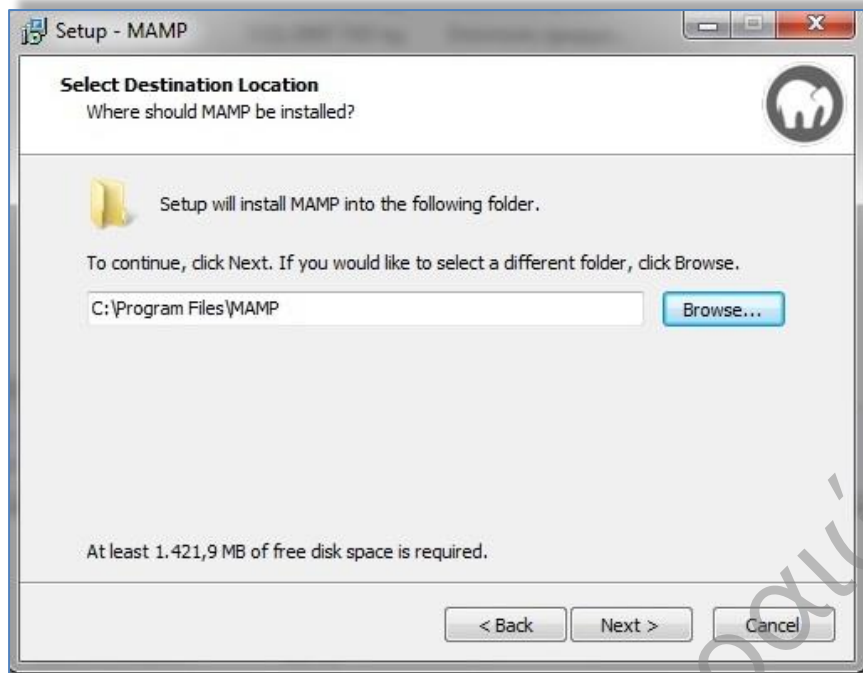 Setup - MAMP
Select Destination Location
Where should MAMP be installed?
Setup will install MAMP into the following folder.
To continue, click Next. If you would like to select a different folder, click Browse.
C:\Program Files\MAMP
Browse...
At least 1.421,9 MB of free disk space is required.
< Back
Next >
Cancel